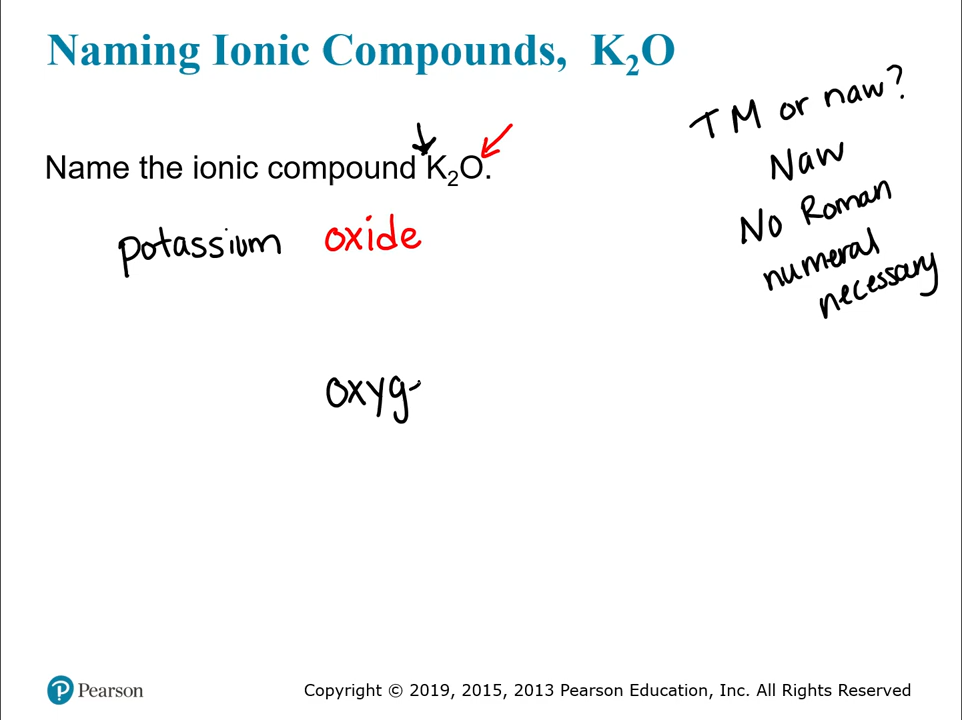 Naming Ionic Compounds, K₂O
Name the ionic compound K₂O.
potassium oxide
TM or naw?
Naw
No Roman
numeral
necessary
oxyg
Pearson
Copyright © 2019, 2015, 2013 Pearson Education, Inc. All Rights Reserved